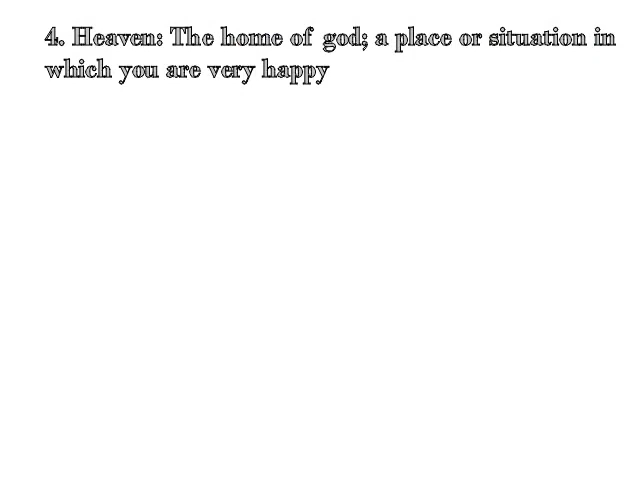 4. Heaven: The home of god; a place or situation in
which you are very happy